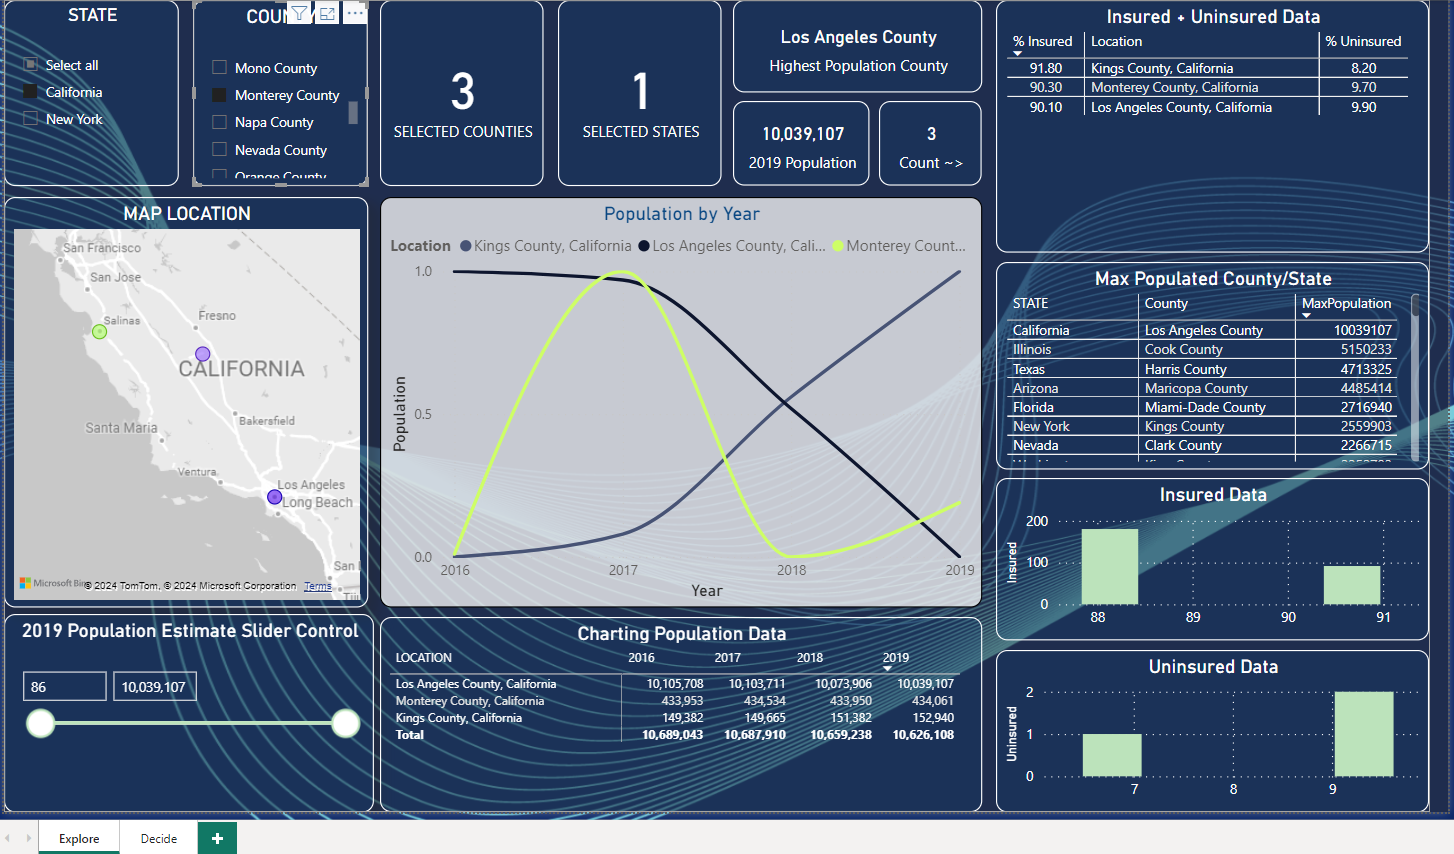 STATE
Select all
California
New York
COUN
Mono County
Monterey County
Napa County
Nevada County
Orange County
3
SELECTED COUNTIES
1
SELECTED STATES
Los Angeles County
Highest Population County
10,039,107
2019 Population
3
Count ~>
Insured + Uninsured Data
% Insured Location % Uninsured
91.80 Kings County, California 8.20
90.30 Monterey County, California 9.70
90.10 Los Angeles County, California 9.90
MAP LOCATION
San Francisco
San Jose
Salinas
Fresno
CALIFORNIA
Bakersfield
Santa Maria
Ventura
Los Angeles
Long Beach
San
Microsoft Bing
© 2024 TomTom, © 2024 Microsoft Corporation Terms
Population by Year
Location Kings County, California Los Angeles County, Cali... Monterey Count...
1.0
0.5
0.0
Population
2016 2017 2018 2019
Year
Max Populated County/State
STATE County MaxPopulation
California Los Angeles County 10039107
Illinois Cook County 5150233
Texas Harris County 4713325
Arizona Maricopa County 4485414
Florida Miami-Dade County 2716940
New York Kings County 2559903
Nevada Clark County 2266715
Insured Data
200
100
0
Insured
88 89 90 91
2019 Population Estimate Slider Control
86 10,039,107
Charting Population Data
LOCATION 2016 2017 2018 2019
Los Angeles County, California 10,105,708 10,103,711 10,073,906 10,039,107
Monterey County, California 433,953 434,534 433,950 434,061
Kings County, California 149,382 149,665 151,382 152,940
Total 10,689,043 10,687,910 10,659,238 10,626,108
Uninsured Data
2
1
0
Uninsured
7 8 9
Explore Decide +